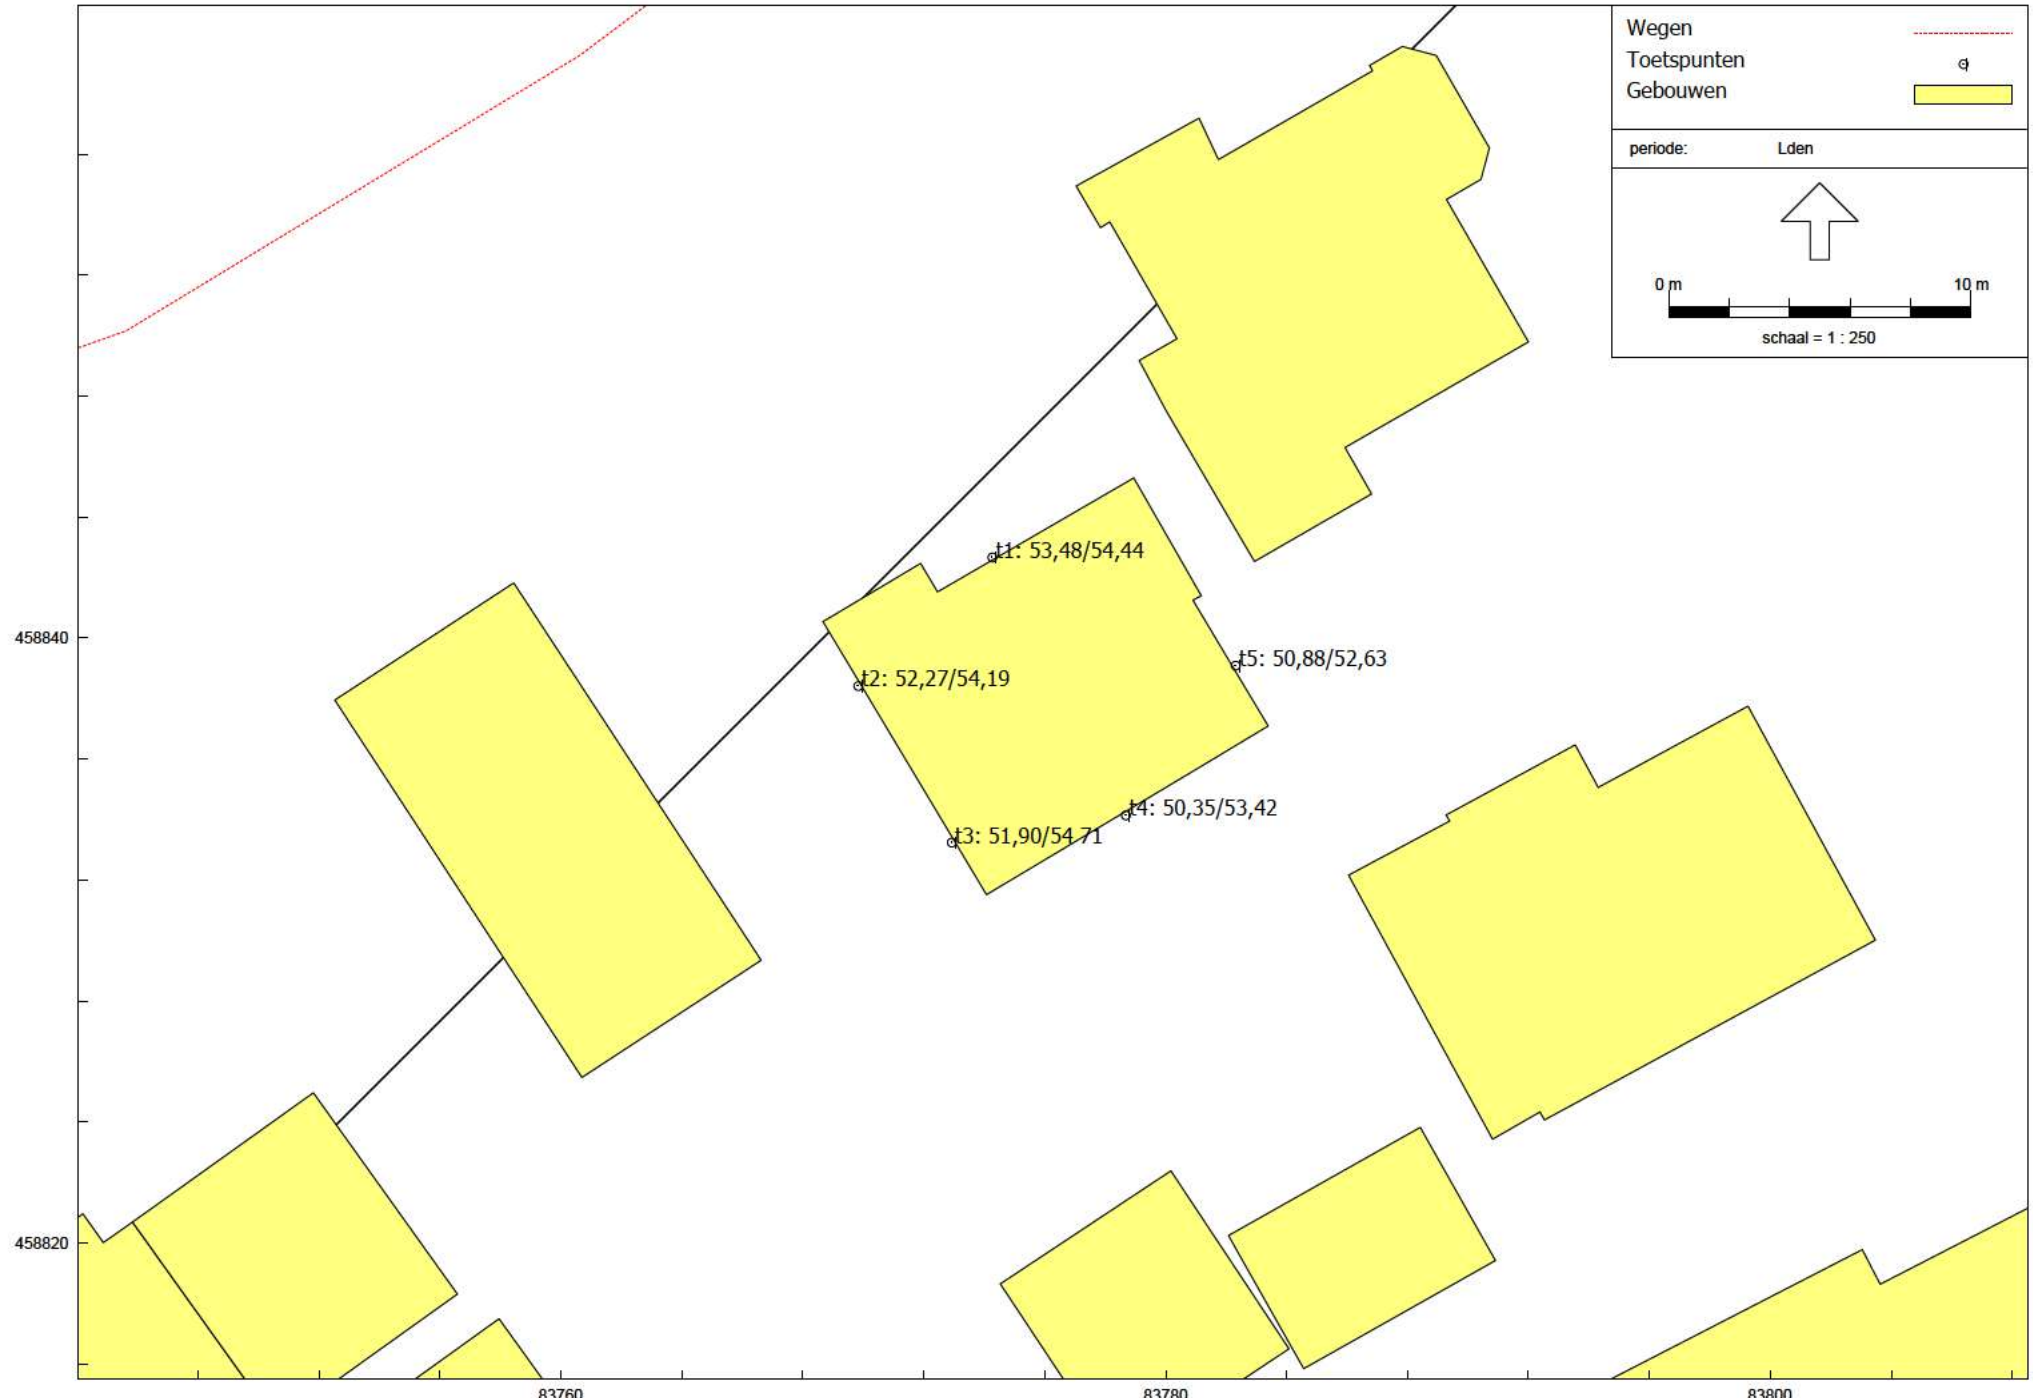 Wegen
Toetspunten
Gebouwen
periode: Lden
0 m 10 m
schaal = 1 : 250
t1: 53,48/54,44
t5: 50,88/52,63
t2: 52,27/54,19
t4: 50,35/53,42
t3: 51,90/54,71
458840
458820
83760 83780 83800